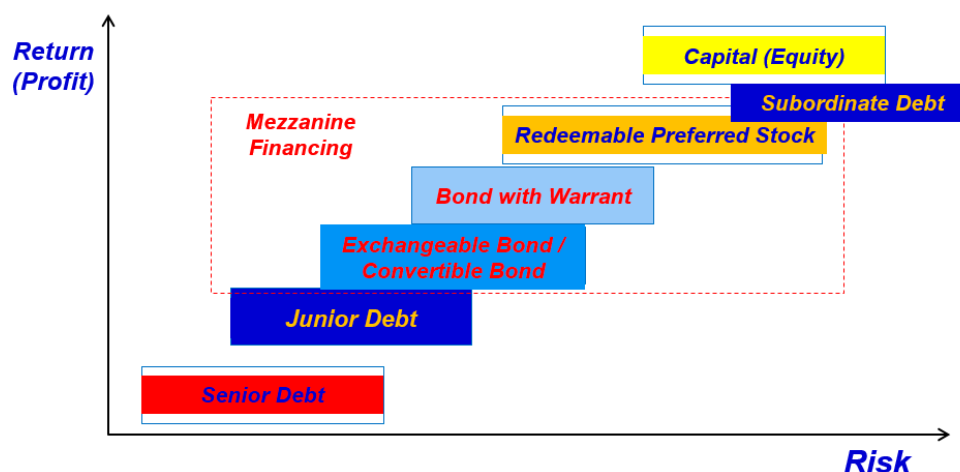 Return
(Profit)
Capital (Equity)
Subordinate Debt
Mezzanine
Financing
Redeemable Preferred Stock
Bond with Warrant
Exchangeable Bond /
Convertible Bond
Junior Debt
Senior Debt
Risk